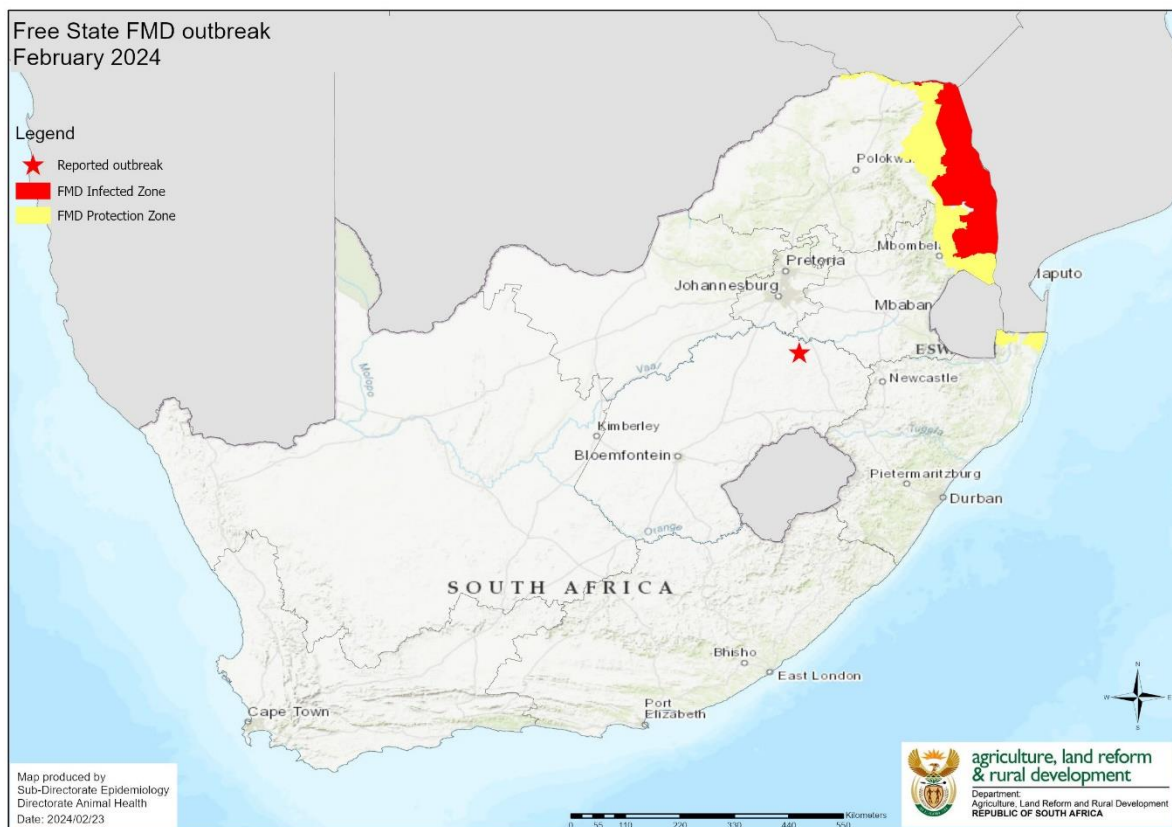 Free State FMD outbreak
February 2024
Legend
Reported outbreak
FMD Infected Zone
FMD Protection Zone
Polokw
Mbombel
Pretoria
Johannesburg
Mbaban
laputo
ESW
Molopo
Vaal
Newcastle
Kimberley
Bloemfontein
Tugela
Pietermaritzburg
Durban
Orange
SOUTH AFRICA
Bhisho
East London
Port
Elizabeth
Cape Town
N
W E
S
Map produced by
Sub-Directorate Epidemiology
Directorate Animal Health
Date: 2024/02/23
Kilometers
0 55 110 220 330 440 550
agriculture, land reform
& rural development
Department:
Agriculture, Land Reform and Rural Development
REPUBLIC OF SOUTH AFRICA